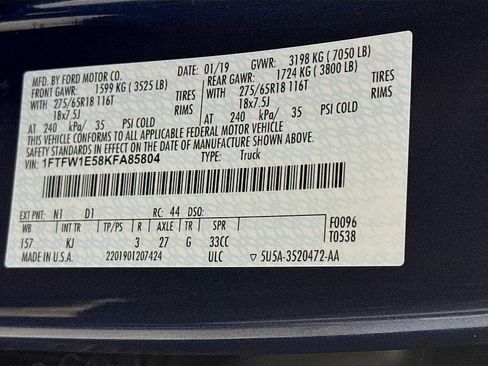 MFD. BY FORD MOTOR CO.
DATE: 01/19 GVWR: 3198 KG ( 7050 LB)
FRONT GAWR: 1599 KG ( 3525 LB) REAR GAWR: 1724 KG ( 3800 LB)
WITH 275/65R18 116T TIRES WITH 275/65R18 116T TIRES
18x7.5J RIMS 18x7.5J RIMS
AT 240 kPa/ 35 PSI COLD AT 240 kPa/ 35 PSI COLD
THIS VEHICLE CONFORMS TO ALL APPLICABLE FEDERAL MOTOR VEHICLE
SAFETY STANDARDS IN EFFECT ON THE DATE OF MANUFACTURE SHOWN ABOVE.
VIN: 1FTFW1E58KFA85804 TYPE: Truck
EXT PNT: N1 D1 RC: 44 DSO:
WB INT TR TP/PS R AXLE TR SPR
157 KJ 3 27 G 33CC
F0096
T0538
MADE IN U.S.A. 2201901207424 ULC ▽ 5U5A-3520472-AA